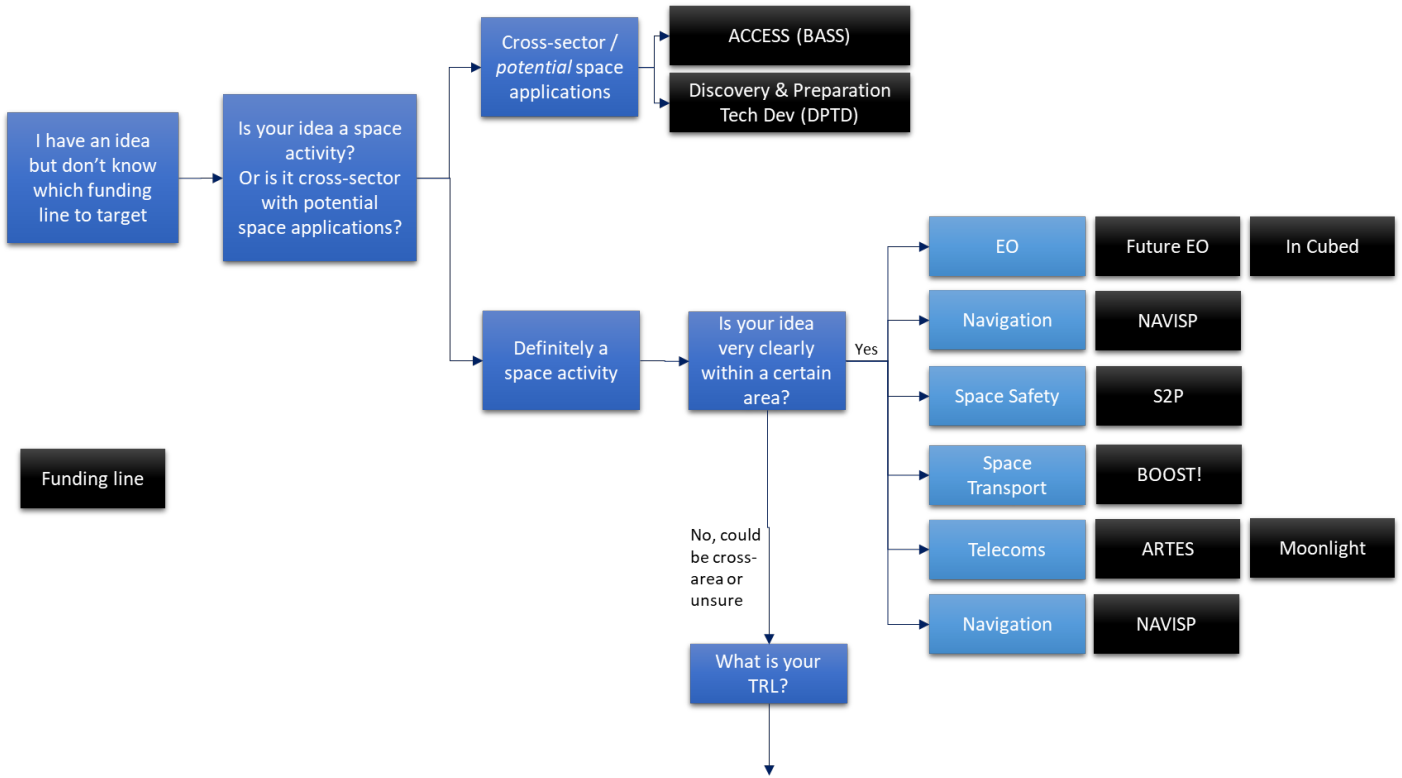 I have an idea
but don't know
which funding
line to target
Is your idea a space
activity?
Or is it cross-sector
with potential
space applications?
Cross-sector /
potential space
applications
ACCESS (BASS)
Discovery & Preparation
Tech Dev (DPTD)
Definitely a
space activity
Is your idea
very clearly
within a certain
area?
Yes
EO
Future EO
In Cubed
Navigation
NAVISP
Space Safety
S2P
Space
Transport
BOOST!
Telecoms
ARTES
Moonlight
Navigation
NAVISP
Funding line
No, could
be cross-
area or
unsure
What is your
TRL?